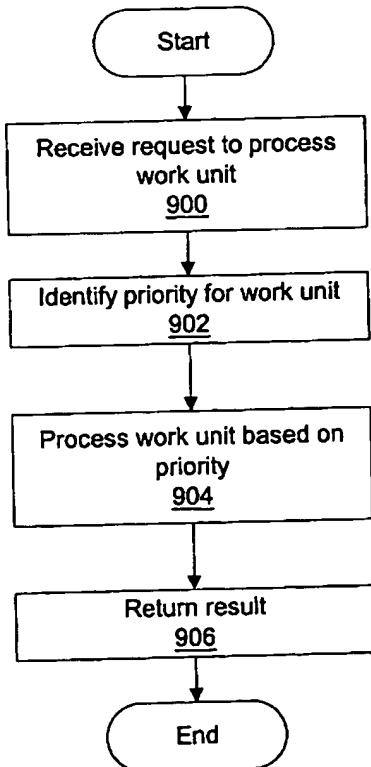 Start
Receive request to process
work unit
900
Identify priority for work unit
902
Process work unit based on
priority
904
Return result
906
End